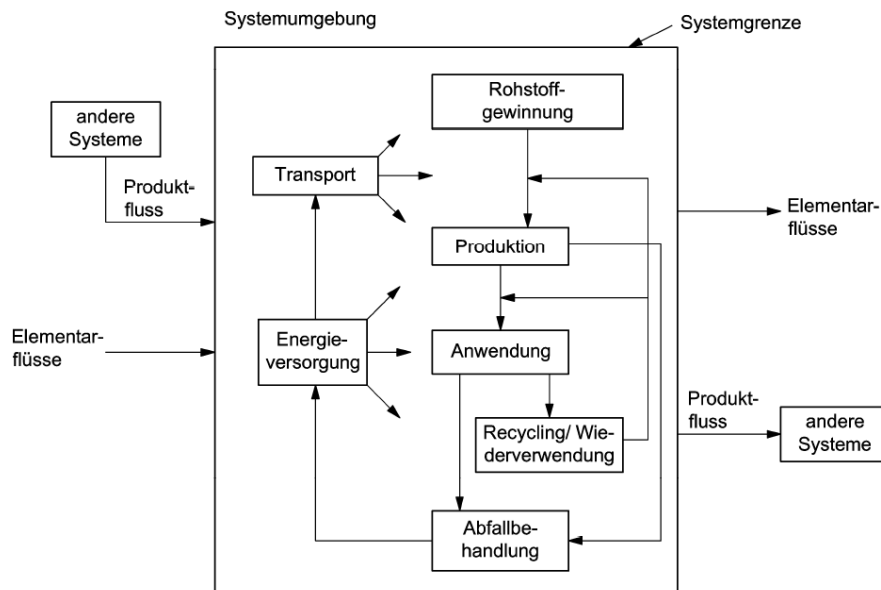 Systemumgebung
Systemgrenze
andere
Systeme
Rohstoff-
gewinnung
Transport
Produkt-
fluss
Elementar-
flüsse
Produktion
Elementar-
flüsse
Energie-
versorgung
Anwendung
Produkt-
fluss
andere
Systeme
Recycling/ Wie-
derverwendung
Abfallbe-
handlung